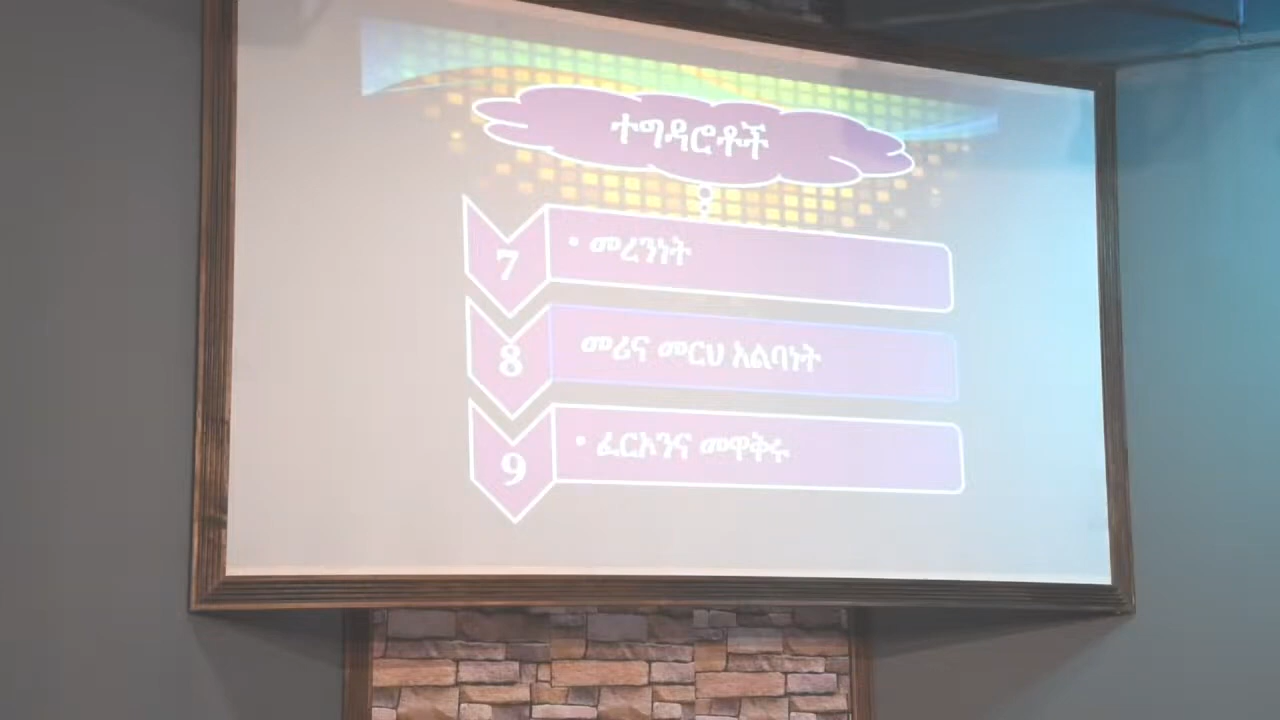 ተግዳሮቶች
7
• መረንነት
8
መሪና መርህ አልባነት
9
• ፈርኦንና መዋቅሩ